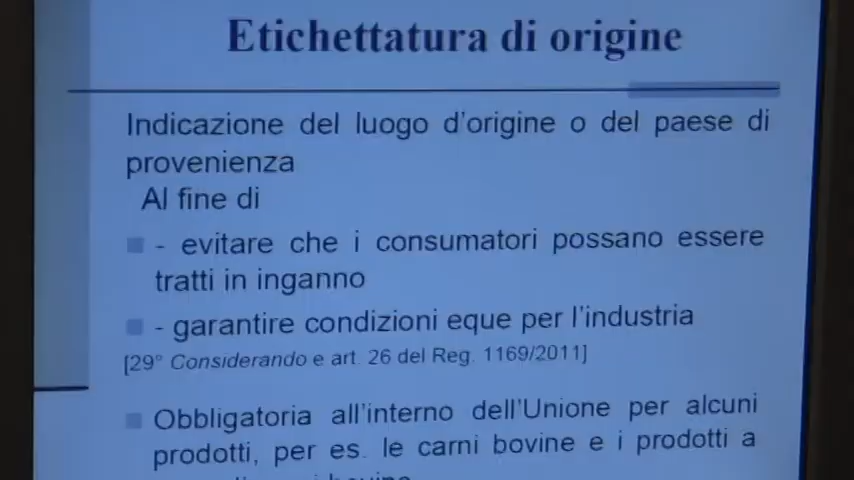 Etichettatura di origine
Indicazione del luogo d'origine o del paese di
provenienza
Al fine di
- evitare che i consumatori possano essere
tratti in inganno
- garantire condizioni eque per l'industria
[29° Considerando e art. 26 del Reg. 1169/2011]
Obbligatoria all'interno dell'Unione per alcuni
prodotti, per es. le carni bovine e i prodotti a